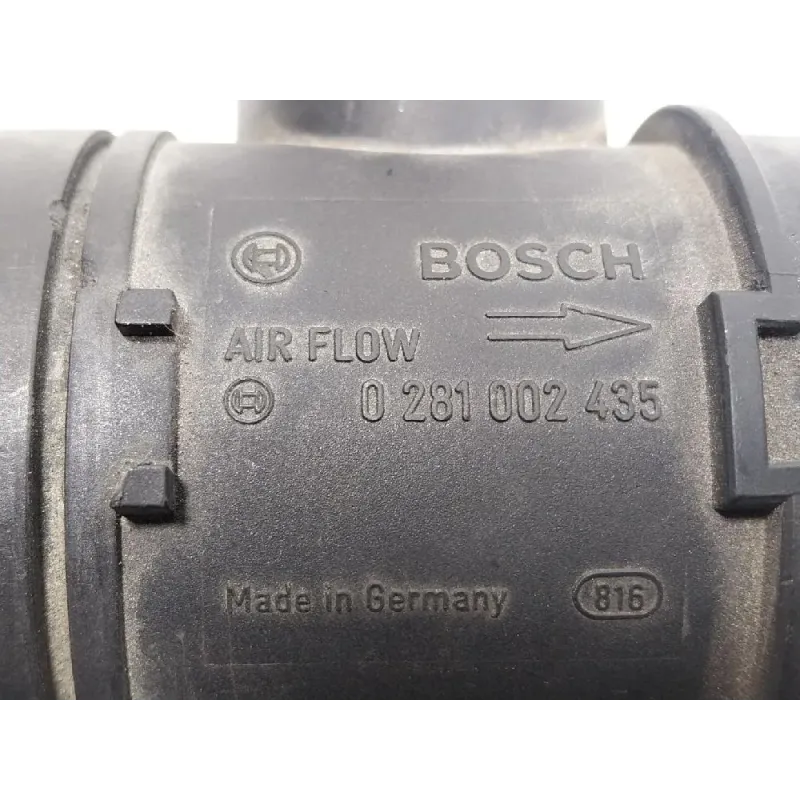 BOSCH
AIR FLOW
0 281 002 435
Made in Germany 816